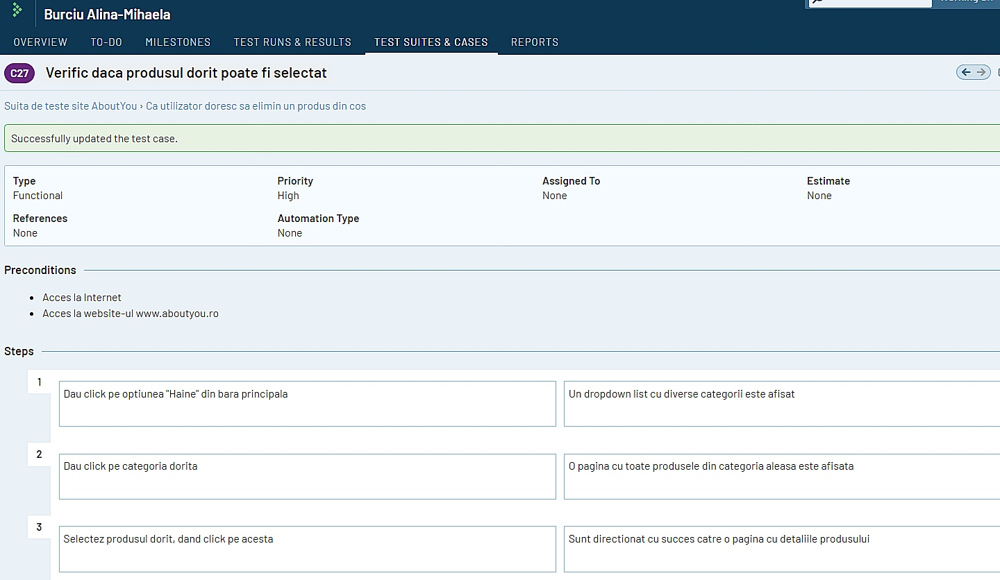 Burciu Alina-Mihaela
OVERVIEW TO-DO MILESTONES TEST RUNS & RESULTS TEST SUITES & CASES REPORTS
C27 Verific daca produsul dorit poate fi selectat
Suita de teste site AboutYou › Ca utilizator doresc sa elimin un produs din cos
Successfully updated the test case.
Type Priority Assigned To Estimate
Functional High None None
References Automation Type
None None
Preconditions
• Acces la Internet
• Acces la website-ul www.aboutyou.ro
Steps
1 Dau click pe optiunea "Haine" din bara principala Un dropdown list cu diverse categorii este afisat
2 Dau click pe categoria dorita O pagina cu toate produsele din categoria aleasa este afisata
3 Selectez produsul dorit, dand click pe acesta Sunt directionat cu succes catre o pagina cu detaliile produsului